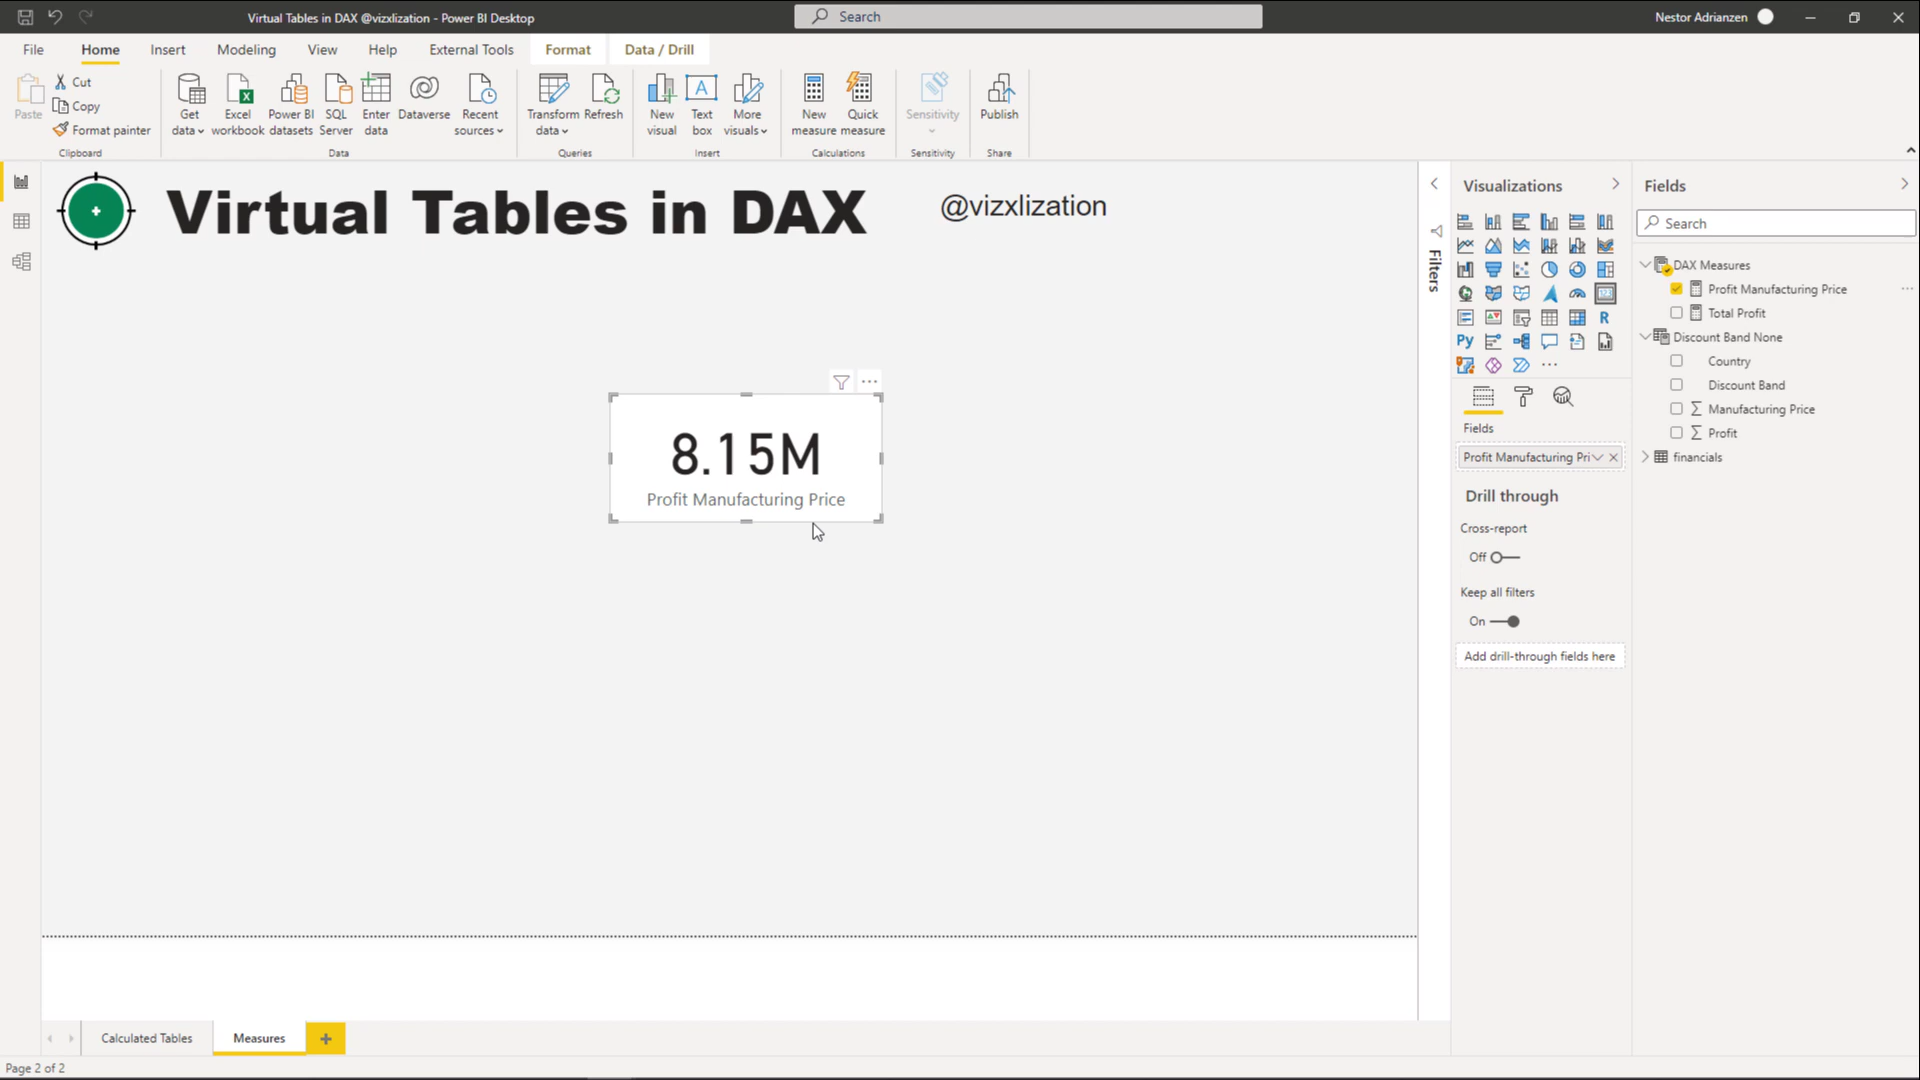 Virtual Tables in DAX @vizxlization - Power BI Desktop
Search
Nestor Adrianzen
File
Home
Insert
Modeling
View
Help
External Tools
Format
Data / Drill
Paste
Cut
Copy
Format painter
Clipboard
Get data
Excel workbook
Power BI datasets
SQL Server
Enter data
Dataverse
Recent sources
Data
Transform data
Refresh
Queries
New visual
Text box
More visuals
Insert
New measure
Quick measure
Calculations
Sensitivity
Sensitivity
Publish
Share
Virtual Tables in DAX
@vizxlization
8.15M
Profit Manufacturing Price
Filters
Visualizations
R
Py
Fields
Profit Manufacturing Pri
Drill through
Cross-report
Off
Keep all filters
On
Add drill-through fields here
Fields
Search
DAX Measures
Profit Manufacturing Price
Total Profit
Discount Band None
Country
Discount Band
Manufacturing Price
Profit
financials
Calculated Tables
Measures
Page 2 of 2